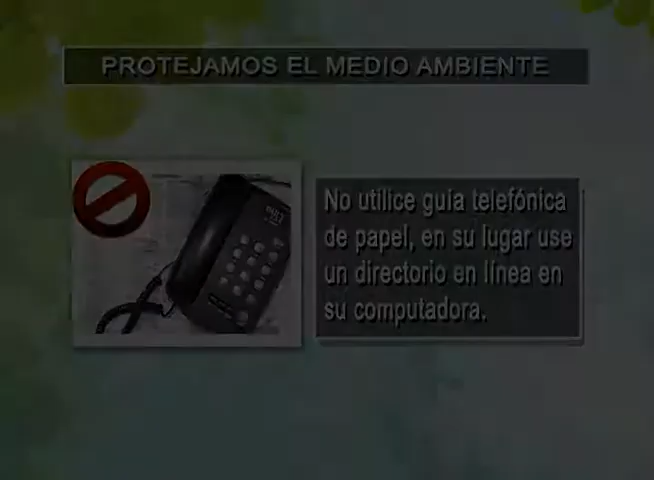 PROTEJAMOS EL MEDIO AMBIENTE
No utilice guia telefónica
de papel, en su lugar use
un directorio en línea en
su computadora.